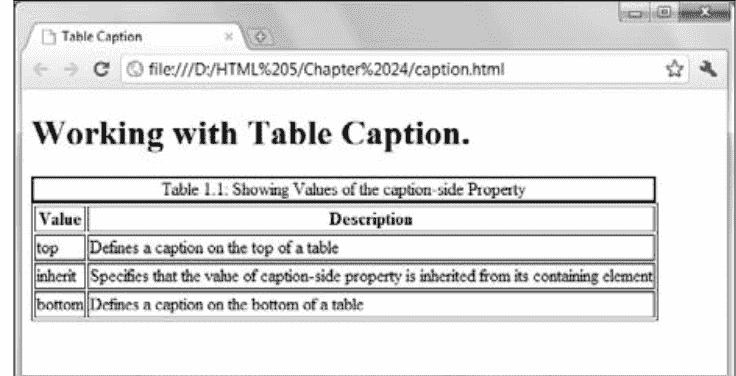 Table Caption
file:///D:/HTML%205/Chapter%2024/caption.html
Working with Table Caption.
Table 1.1: Showing Values of the caption-side Property
Value Description
top Defines a caption on the top of a table
inherit Specifies that the value of caption-side property is inherited from its containing element
bottom Defines a caption on the bottom of a table